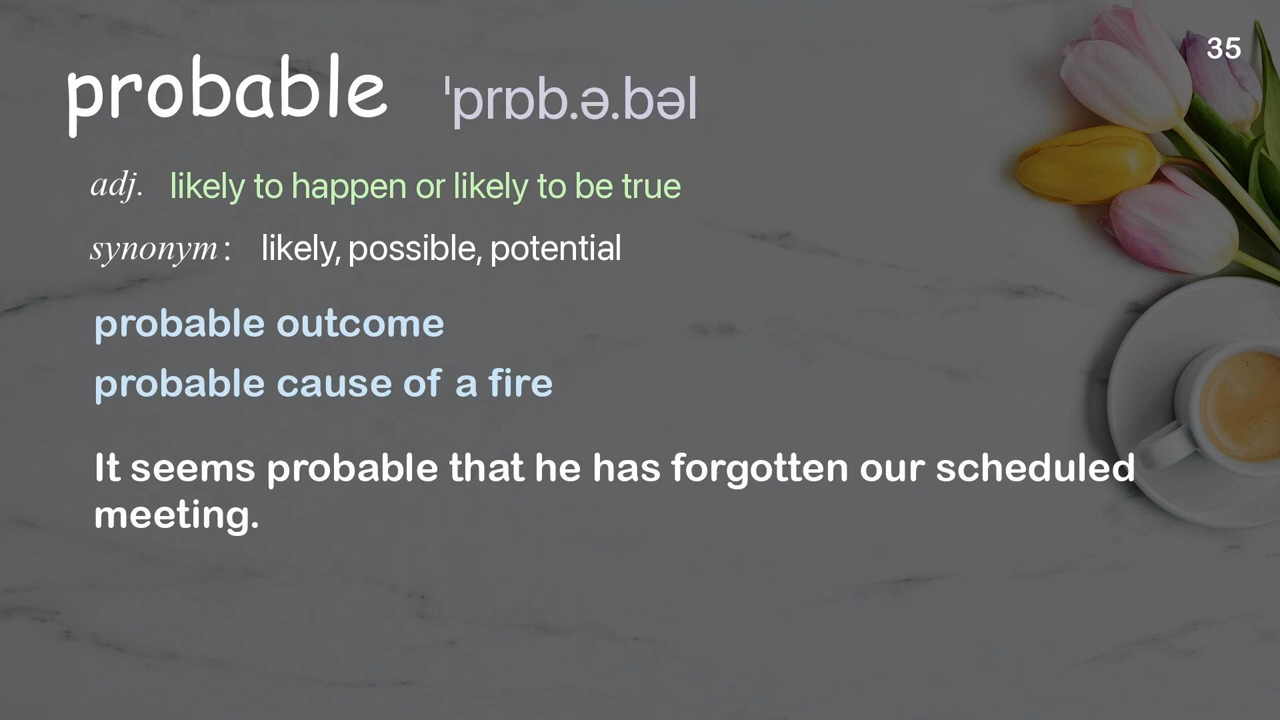 35
probable ˈprɒb.ə.bəl
adj. likely to happen or likely to be true
synonym: likely, possible, potential
probable outcome
probable cause of a fire
It seems probable that he has forgotten our scheduled
meeting.